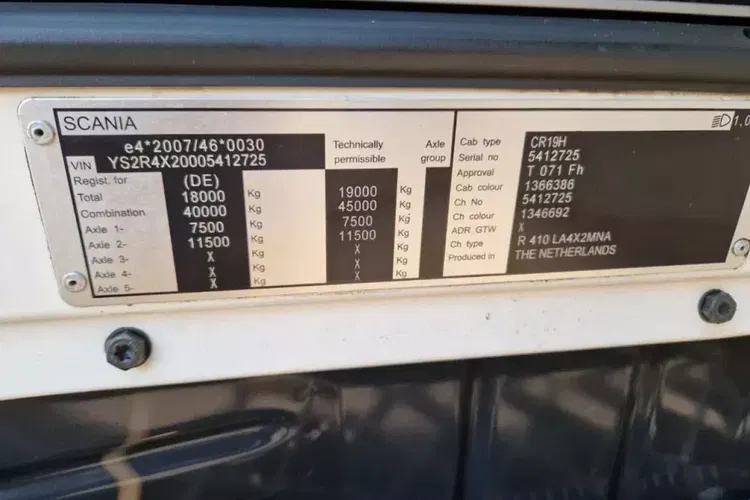 SCANIA
e4*2007/46*0030
VIN YS2R4X20005412725
Technically permissible
Axle group
Regist. for (DE)
Total 18000 Kg 19000 Kg
Combination 40000 Kg 45000 Kg
Axle 1- 7500 Kg 7500 Kg
Axle 2- 11500 Kg 11500 Kg
Axle 3- X Kg X Kg
Axle 4- X Kg X Kg
Axle 5- X Kg X Kg
Cab type CR19H
Serial no 5412725
Approval T 071 Fh
Cab colour 1366386
Ch No 5412725
Ch colour 1346692
ADR GTW X
Ch type R 410 LA4X2MNA
Produced in THE NETHERLANDS